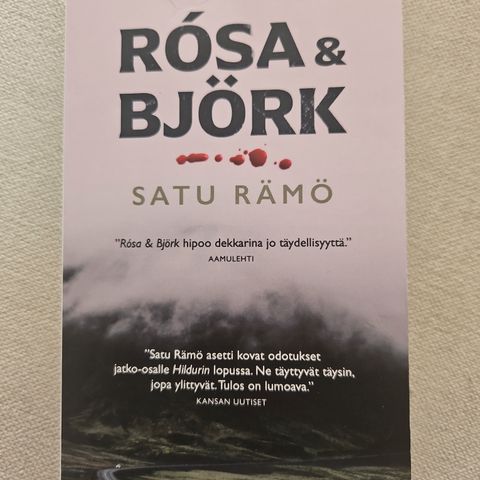 RÓSA &
BJÖRK
SATU RÄMÖ
"Rósa & Björk hipoo dekkarina jo täydellisyyttä."
AAMULEHTI
"Satu Rämö asetti kovat odotukset
jatko-osalle Hildurin lopussa. Ne täyttyvät täysin,
jopa ylittyvät. Tulos on lumoava."
KANSAN UUTISET